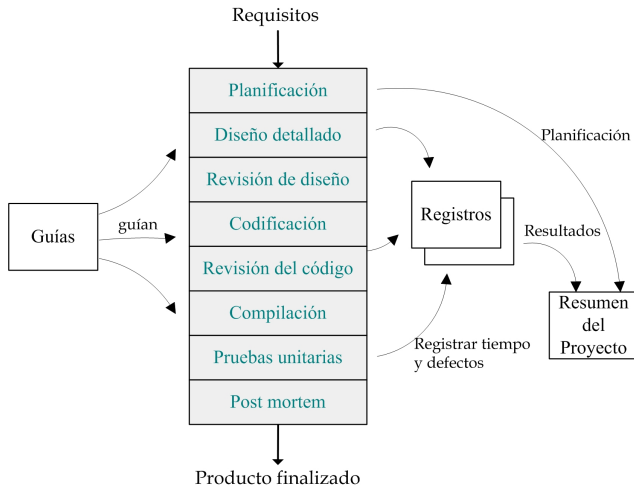 Requisitos
Planificación
Diseño detallado
Revisión de diseño
Codificación
Revisión del código
Compilación
Pruebas unitarias
Post mortem
Producto finalizado
Guías
guían
Registros
Registrar tiempo
y defectos
Planificación
Resultados
Resumen
del
Proyecto